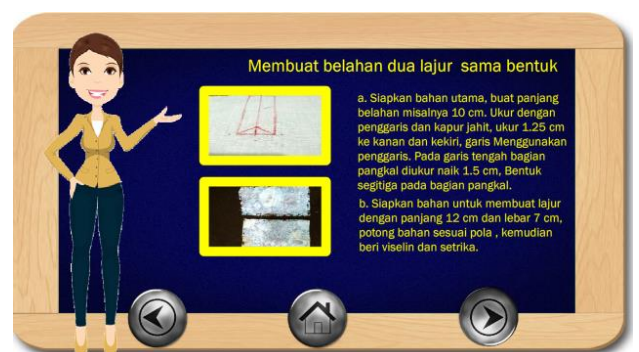 Membuat belahan dua lajur sama bentuk
a. Siapkan bahan utama, buat panjang
belahan misalnya 10 cm. Ukur dengan
penggaris dan kapur jahit, ukur 1.25 cm
ke kanan dan kekiri, garis Menggunakan
penggaris. Pada garis tengah bagian
pangkal diukur naik 1.5 cm, Bentuk
segitiga pada bagian pangkal.
b. Siapkan bahan untuk membuat lajur
dengan panjang 12 cm dan lebar 7 cm,
potong bahan sesuai pola , kemudian
beri viselin dan setrika.